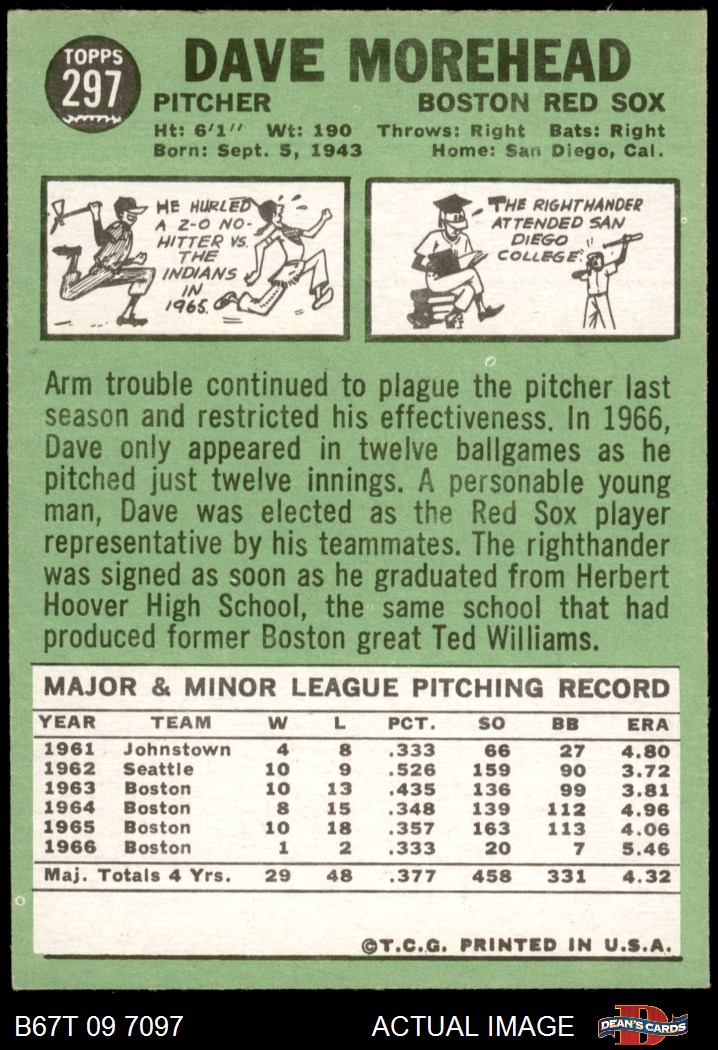 TOPPS
297
DAVE MOREHEAD
PITCHER BOSTON RED SOX
Ht: 6'1" Wt: 190 Throws: Right Bats: Right
Born: Sept. 5, 1943 Home: San Diego, Cal.
HE HURLED
A 2-0 NO-
HITTER VS.
THE
INDIANS
IN
1965.
THE RIGHTHANDER
ATTENDED SAN
DIEGO
COLLEGE.
Arm trouble continued to plague the pitcher last
season and restricted his effectiveness. In 1966,
Dave only appeared in twelve ballgames as he
pitched just twelve innings. A personable young
man, Dave was elected as the Red Sox player
representative by his teammates. The righthander
was signed as soon as he graduated from Herbert
Hoover High School, the same school that had
produced former Boston great Ted Williams.
MAJOR & MINOR LEAGUE PITCHING RECORD
YEAR TEAM W L PCT. SO BB ERA
1961 Johnstown 4 8 .333 66 27 4.80
1962 Seattle 10 9 .526 159 90 3.72
1963 Boston 10 13 .435 136 99 3.81
1964 Boston 8 15 .348 139 112 4.96
1965 Boston 10 18 .357 163 113 4.06
1966 Boston 1 2 .333 20 7 5.46
Maj. Totals 4 Yrs. 29 48 .377 458 331 4.32
©T.C.G. PRINTED IN U.S.A.
B67T 09 7097 ACTUAL IMAGE
D
DEAN'S CARDS